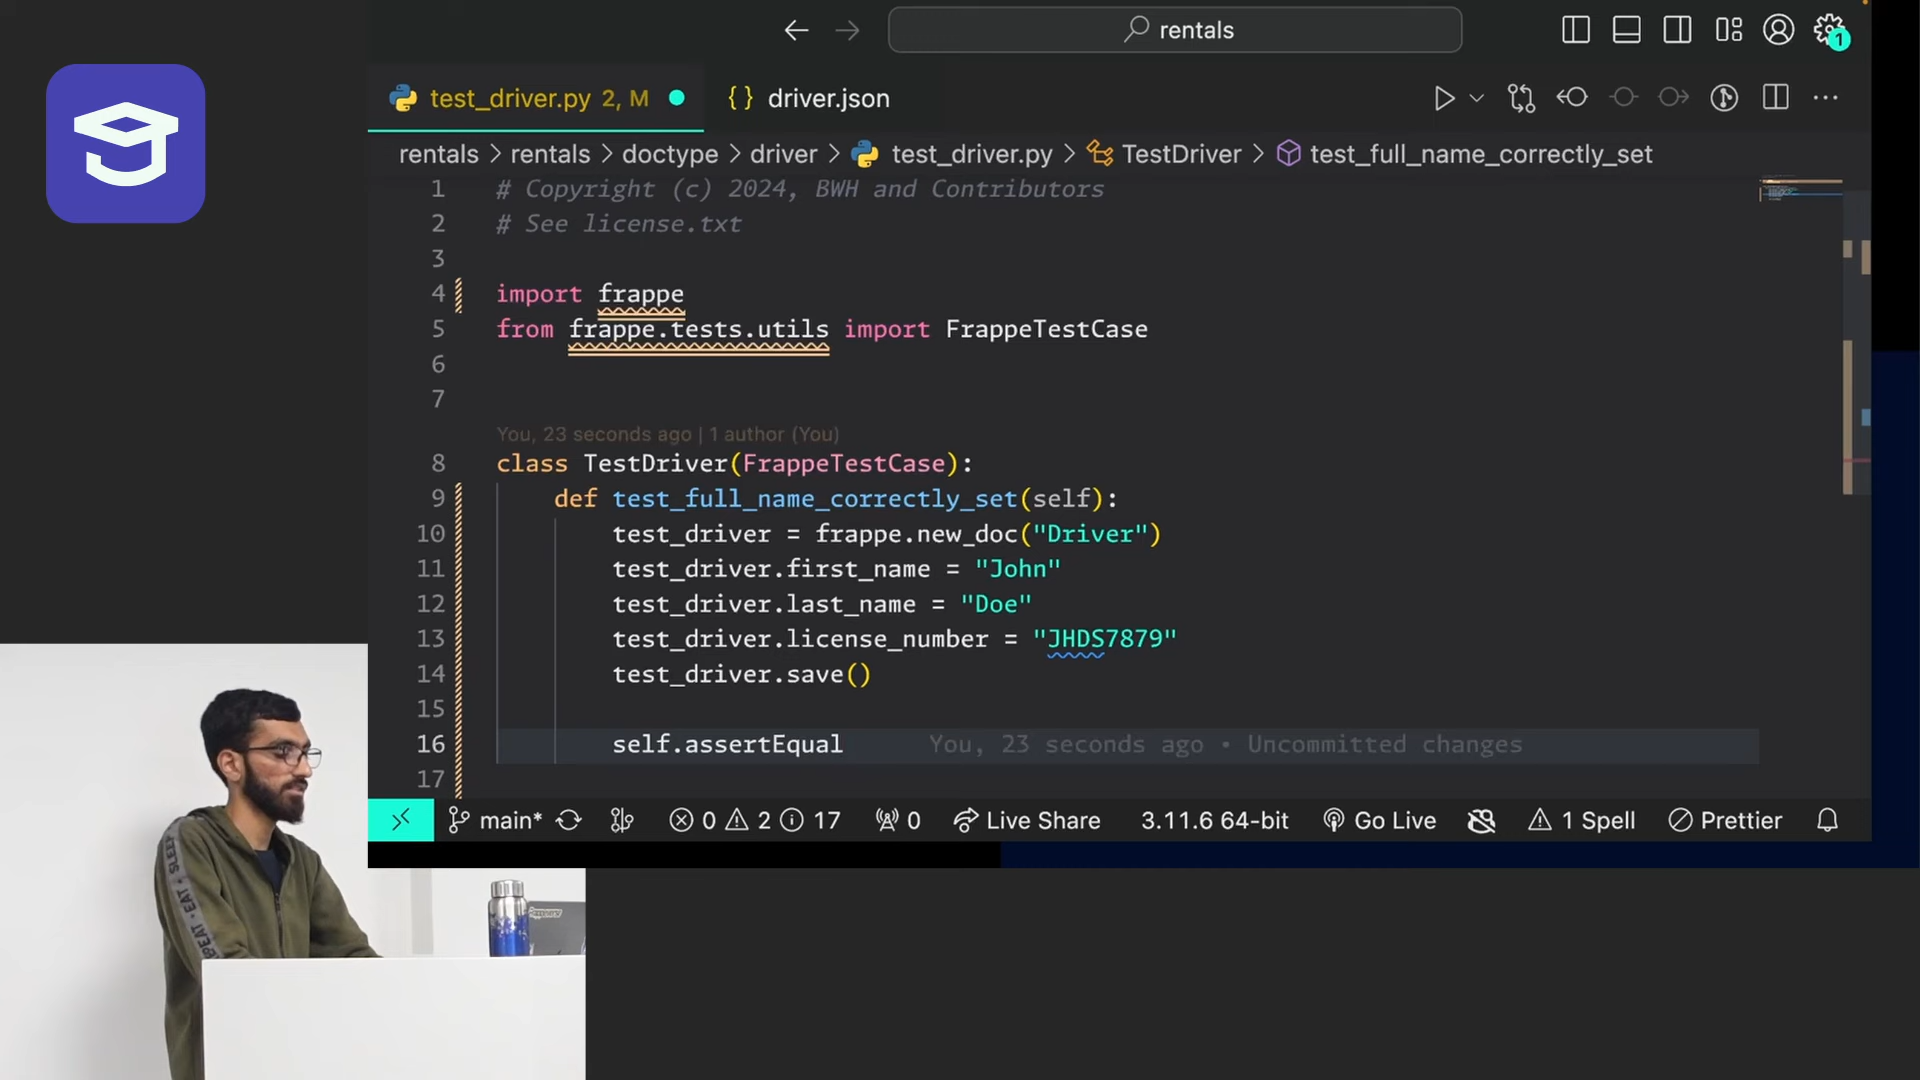 rentals
1
test_driver.py 2, M
driver.json
rentals > rentals > doctype > driver > test_driver.py > TestDriver > test_full_name_correctly_set
1 # Copyright (c) 2024, BWH and Contributors
2 # See license.txt
3
4 import frappe
5 from frappe.tests.utils import FrappeTestCase
6
7
You, 23 seconds ago | 1 author (You)
8 class TestDriver(FrappeTestCase):
9 def test_full_name_correctly_set(self):
10 test_driver = frappe.new_doc("Driver")
11 test_driver.first_name = "John"
12 test_driver.last_name = "Doe"
13 test_driver.license_number = "JHDS7879"
14 test_driver.save()
15
16 self.assertEqual You, 23 seconds ago • Uncommitted changes
17
main* 0 2 17 0 Live Share 3.11.6 64-bit Go Live 1 Spell Prettier
EAT • SLEEP